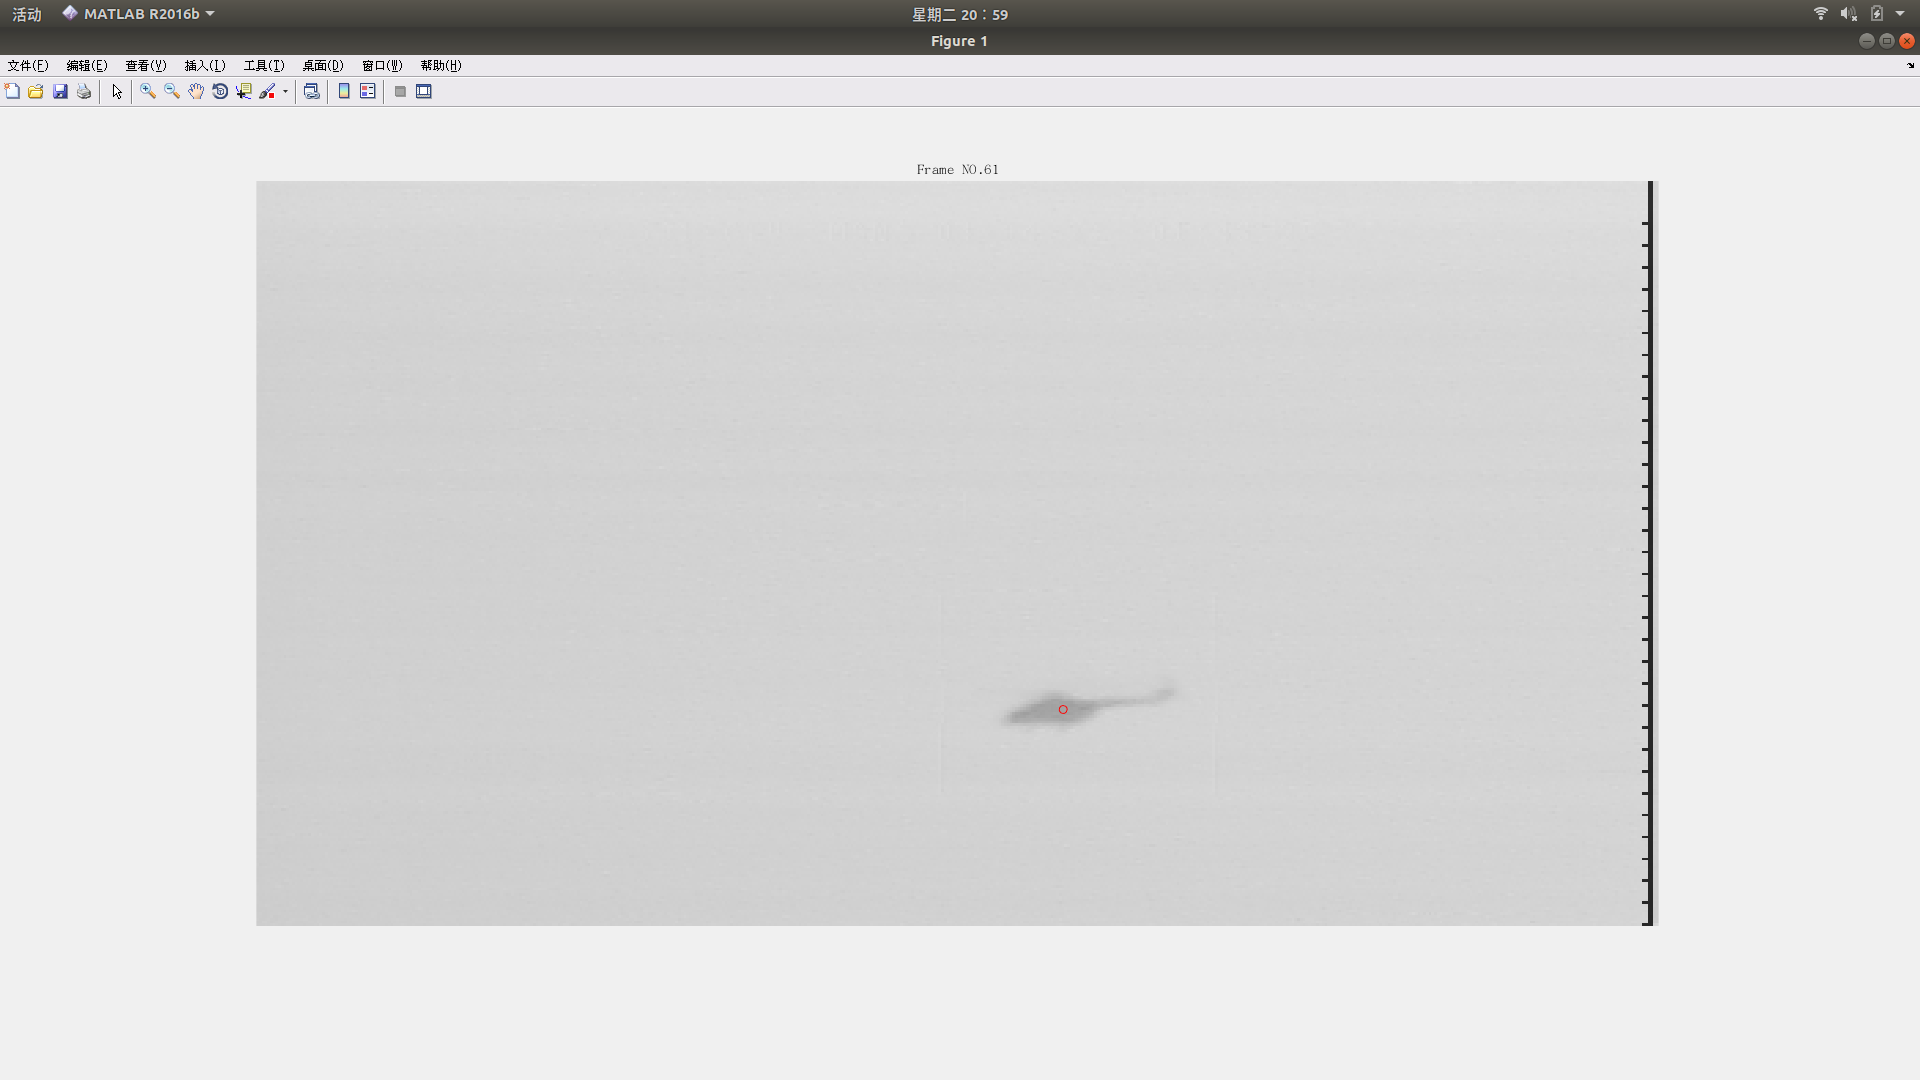 活动 MATLAB R2016b 星期二 20：59
Figure 1
文件(F) 编辑(E) 查看(V) 插入(I) 工具(T) 桌面(D) 窗口(W) 帮助(H)
Frame NO.61